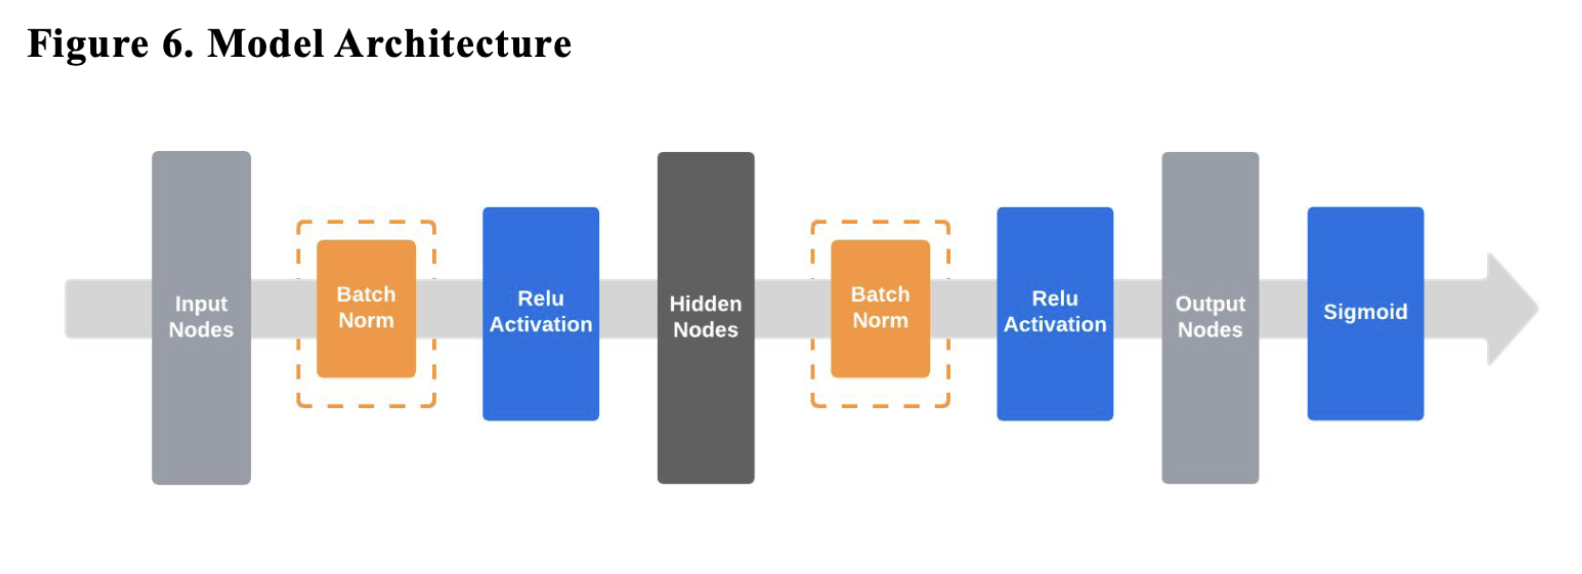 Figure 6. Model Architecture
Input
Nodes
Batch
Norm
Relu
Activation
Hidden
Nodes
Batch
Norm
Relu
Activation
Output
Nodes
Sigmoid